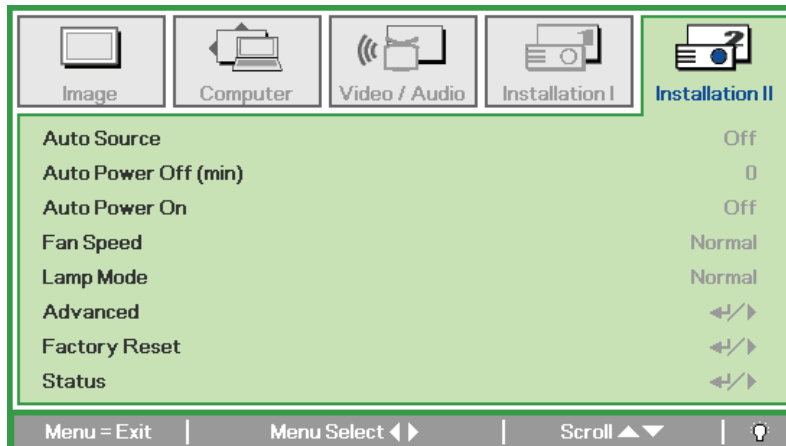 Image Computer Video / Audio Installation I Installation II
Auto Source Off
Auto Power Off (min) 0
Auto Power On Off
Fan Speed Normal
Lamp Mode Normal
Advanced ↵/▶
Factory Reset ↵/▶
Status ↵/▶
Menu = Exit | Menu Select ◀▶ | Scroll ▲▼ |